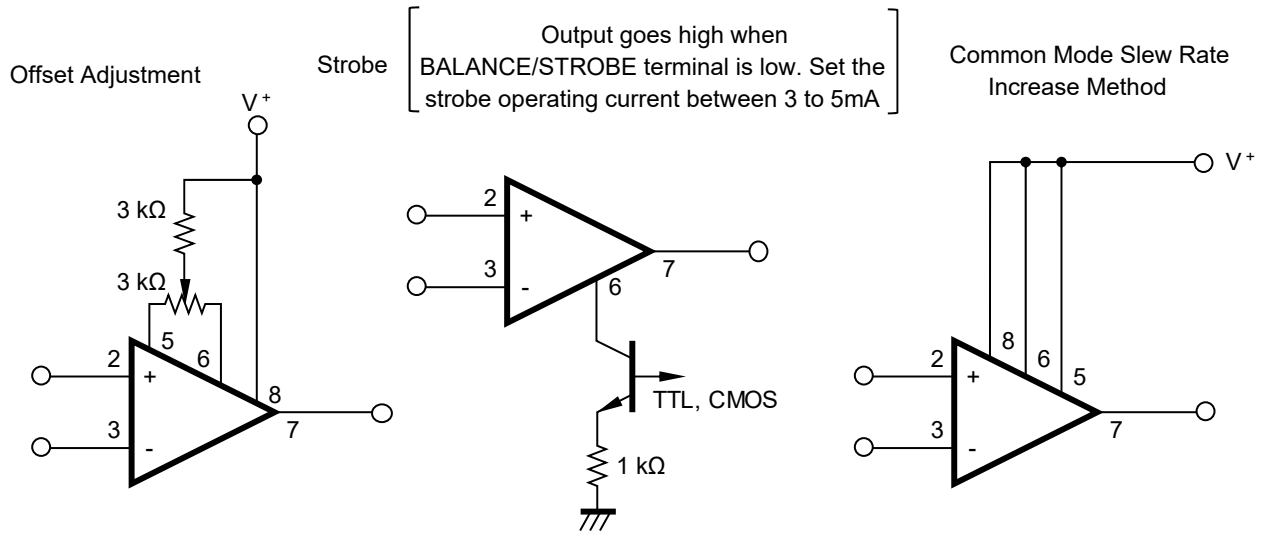 Offset Adjustment
V+
3 kΩ
3 kΩ
5
6
2
+
8
3
-
7
Strobe
Output goes high when
BALANCE/STROBE terminal is low. Set the
strobe operating current between 3 to 5mA
2
+
3
-
7
6
TTL, CMOS
1 kΩ
Common Mode Slew Rate
Increase Method
V+
8
6
5
2
+
3
-
7